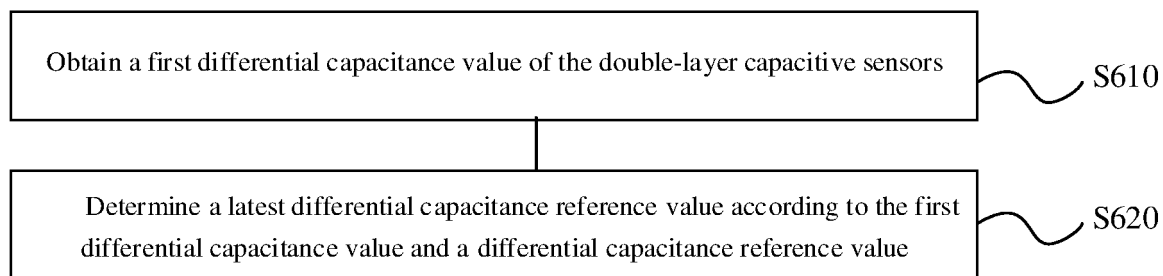 Obtain a first differential capacitance value of the double-layer capacitive sensors
S610
Determine a latest differential capacitance reference value according to the first
differential capacitance value and a differential capacitance reference value
S620